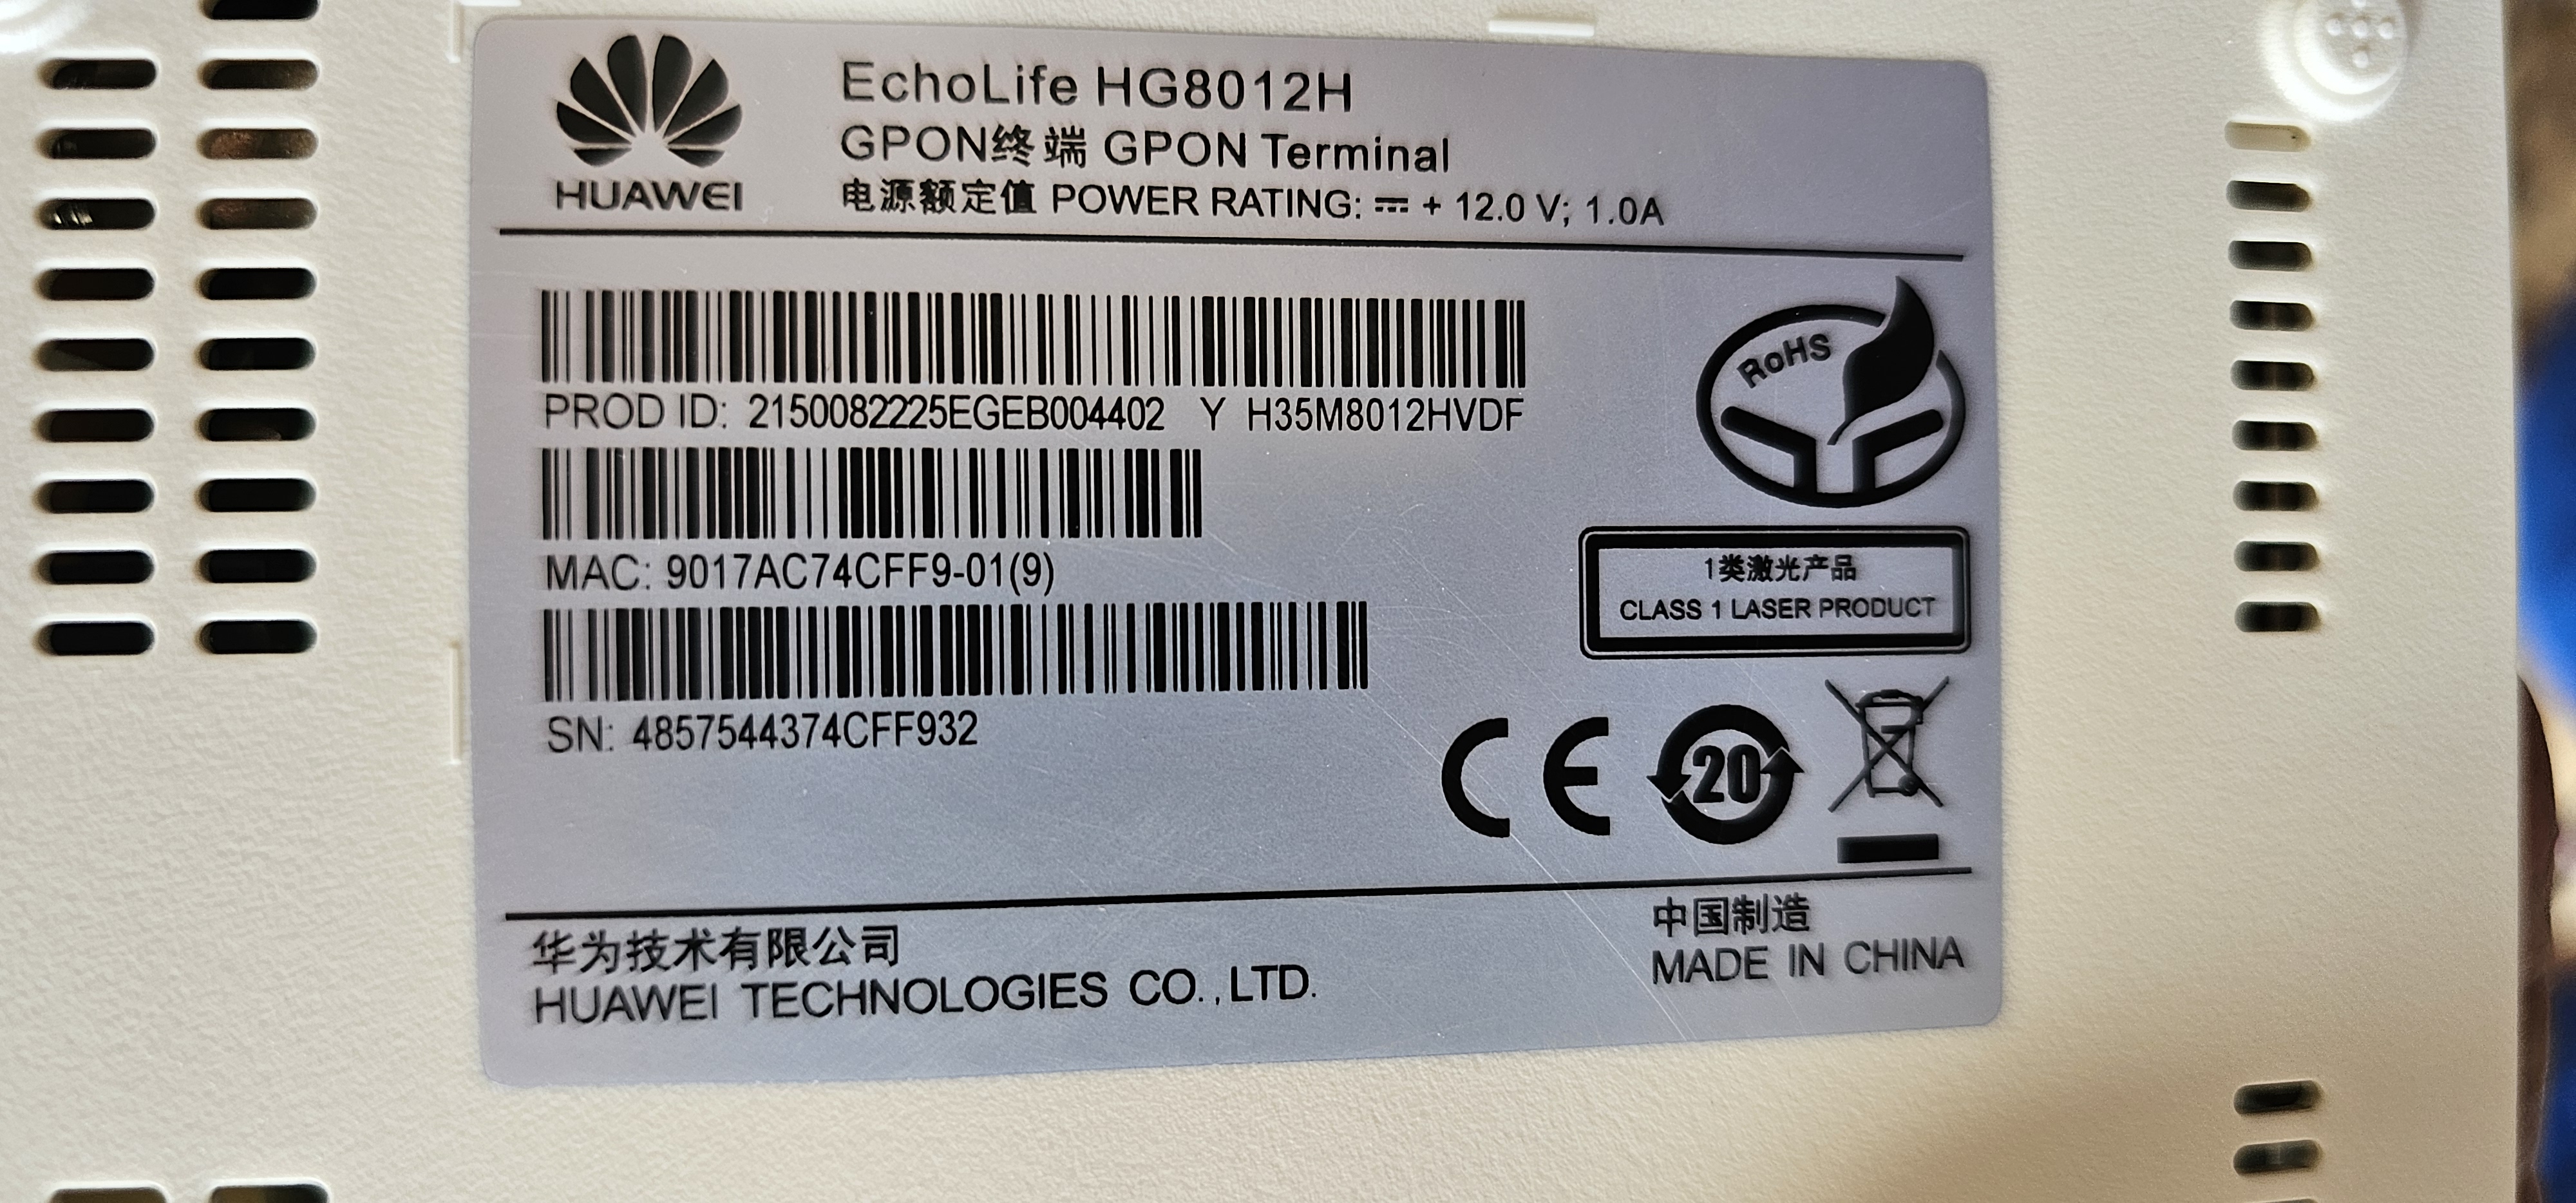 HUAWEI
EchoLife HG8012H
GPON终端 GPON Terminal
电源额定值 POWER RATING: ⎓ + 12.0 V; 1.0A
PROD ID: 2150082225EGEB004402 Y H35M8012HVDF
MAC: 9017AC74CFF9-01(9)
SN: 4857544374CFF932
RoHS
1类激光产品
CLASS 1 LASER PRODUCT
CE
20
华为技术有限公司
HUAWEI TECHNOLOGIES CO.,LTD.
中国制造
MADE IN CHINA